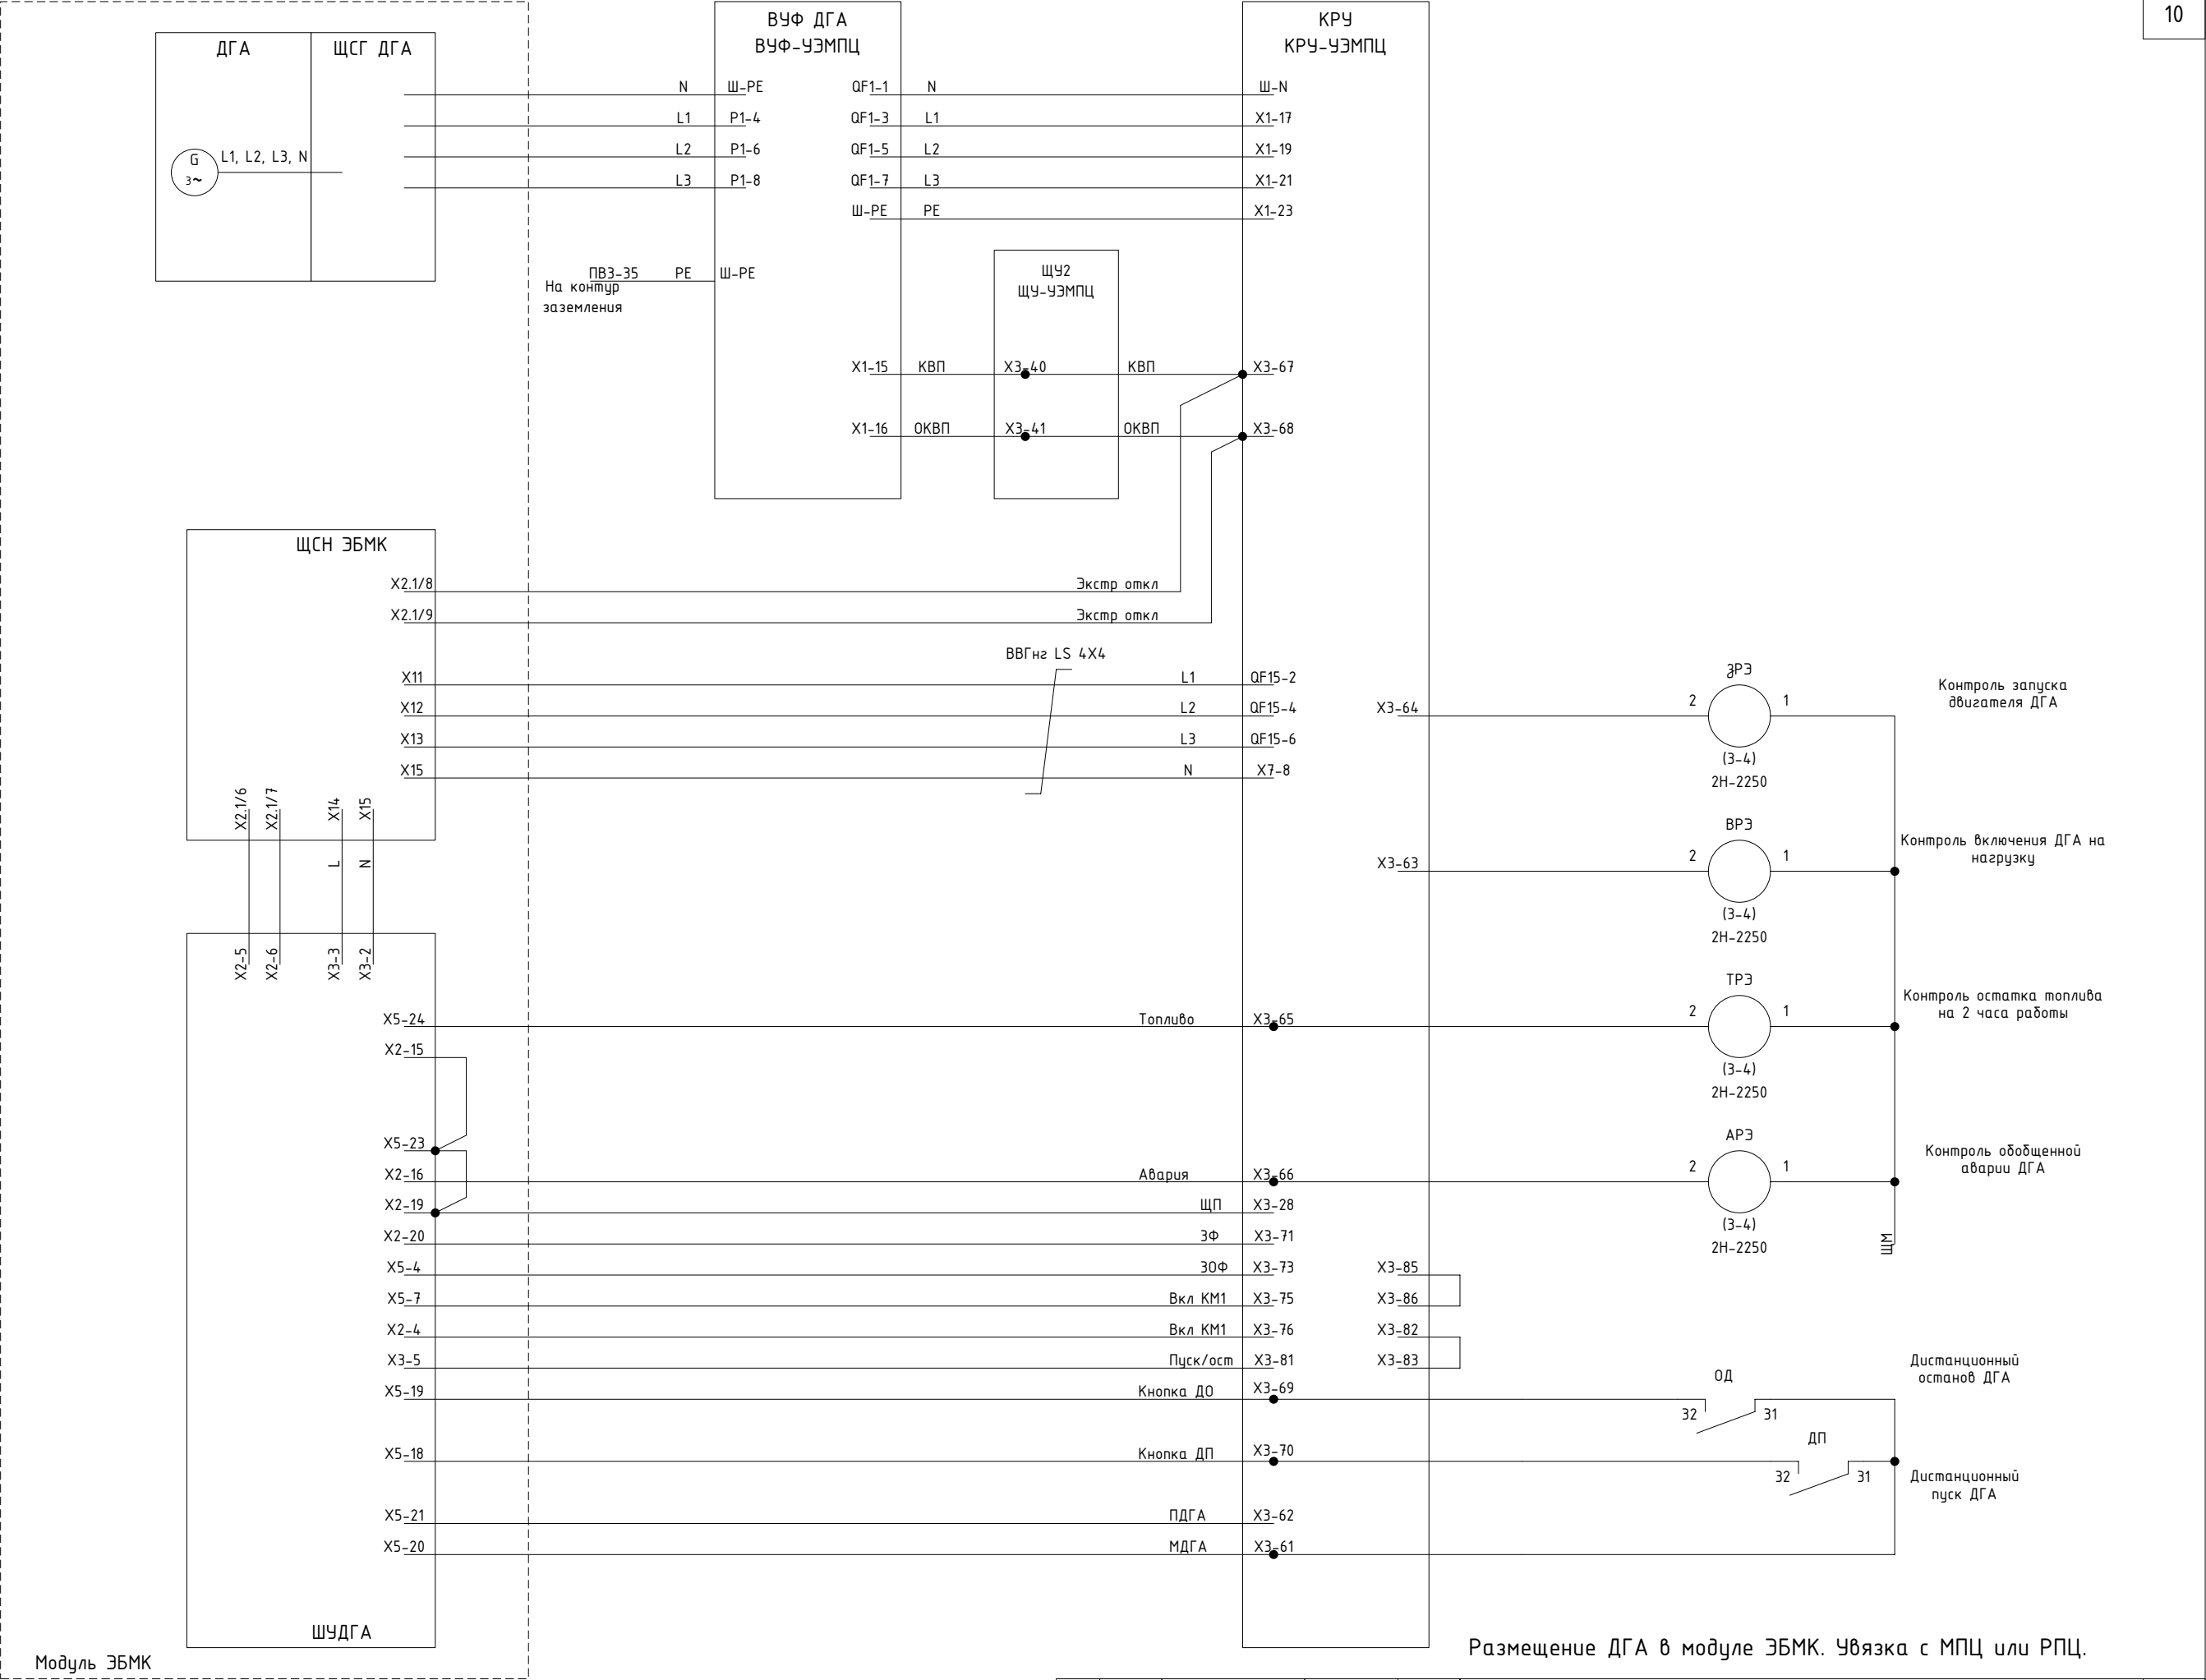 10
ДГА
ЩСГ ДГА
G
3~
L1, L2, L3, N
ВУФ ДГА
ВУФ-УЭМПЦ
КРУ
КРУ-УЭМПЦ
N Ш-PE QF1-1 N Ш-N
L1 P1-4 QF1-3 L1 X1-17
L2 P1-6 QF1-5 L2 X1-19
L3 P1-8 QF1-7 L3 X1-21
Ш-PE PE X1-23
ПВ3-35 PE Ш-PE
На контур
заземления
ЩУ2
ЩУ-УЭМПЦ
X1-15 КВП X3-40 КВП X3-67
X1-16 ОКВП X3-41 ОКВП X3-68
ЩСН ЭБМК
X2.1/8 Экстр откл
X2.1/9 Экстр откл
ВВГнг LS 4X4
X11 L1 QF15-2
X12 L2 QF15-4
X13 L3 QF15-6
X15 N X7-8
X2.1/6
X2.1/7
X14
X15
L
N
X2-5
X2-6
X3-3
X3-2
X3-64
ЗРЭ
2 1
(3-4)
2Н-2250
Контроль запуска
двигателя ДГА
X3-63
ВРЭ
2 1
(3-4)
2Н-2250
Контроль включения ДГА на
нагрузку
ТРЭ
2 1
(3-4)
2Н-2250
Контроль остатка топлива
на 2 часа работы
АРЭ
2 1
(3-4)
2Н-2250
Контроль обобщенной
аварии ДГА
ЩМ
X5-24 Топливо X3-65
X2-15
X5-23
X2-16 Авария X3-66
X2-19 ЩП X3-28
X2-20 ЗФ X3-71
X5-4 ЗОФ X3-73 X3-85
X5-7 Вкл КМ1 X3-75 X3-86
X2-4 Вкл КМ1 X3-76 X3-82
X3-5 Пуск/ост X3-81 X3-83
X5-19 Кнопка ДО X3-69
ОД
32 31
Дистанционный
останов ДГА
X5-18 Кнопка ДП X3-70
ДП
32 31
Дистанционный
пуск ДГА
X5-21 ПДГА X3-62
X5-20 МДГА X3-61
ШУДГА
Модуль ЭБМК
Размещение ДГА в модуле ЭБМК. Увязка с МПЦ или РПЦ.